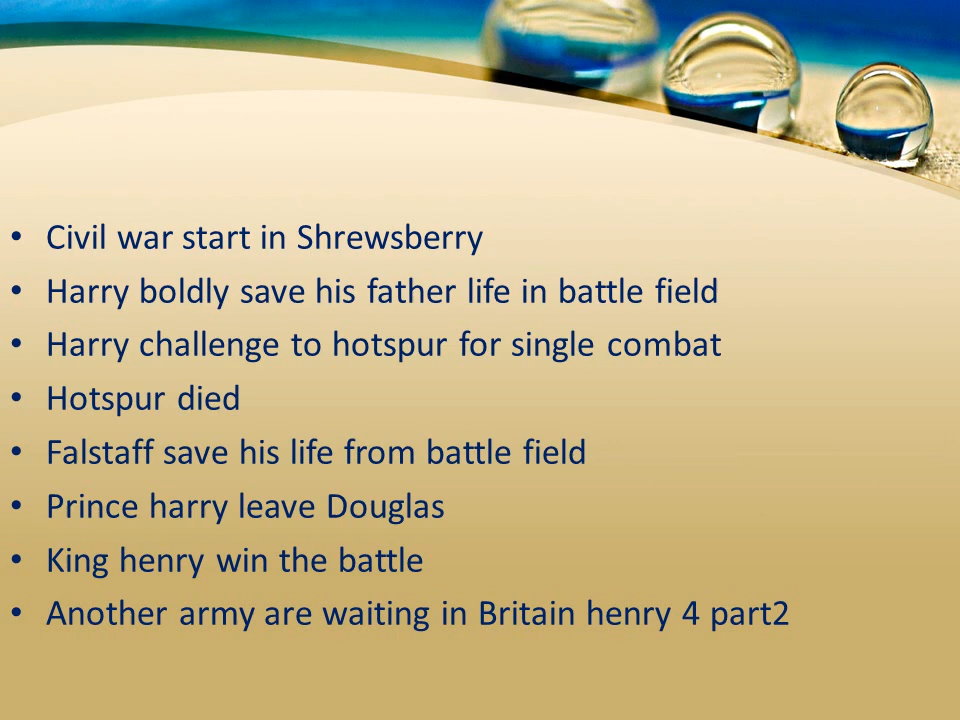 • Civil war start in Shrewsberry
• Harry boldly save his father life in battle field
• Harry challenge to hotspur for single combat
• Hotspur died
• Falstaff save his life from battle field
• Prince harry leave Douglas
• King henry win the battle
• Another army are waiting in Britain henry 4 part2